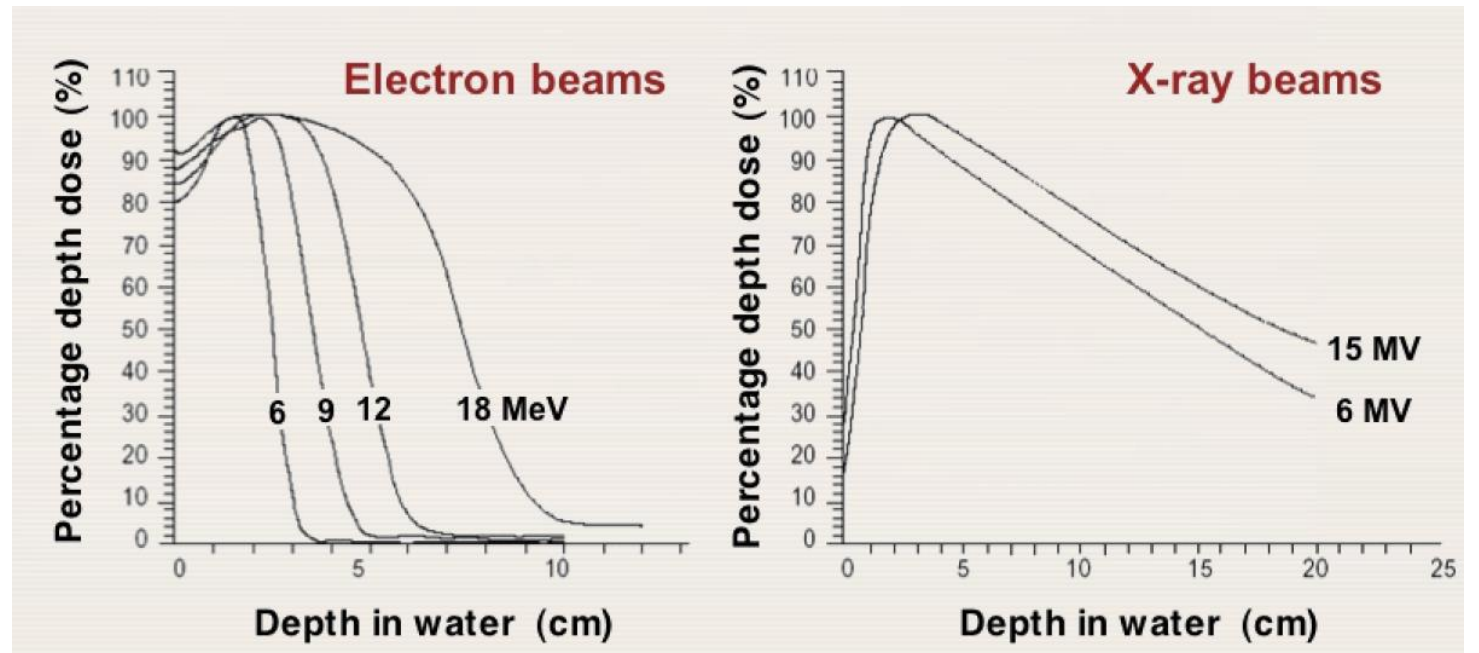 Electron beams
Percentage depth dose (%)
110
100
90
80
70
60
50
40
30
20
10
0
6 9 12 18 MeV
0 5 10
Depth in water (cm)
X-ray beams
Percentage depth dose (%)
110
100
90
80
70
60
50
40
30
20
10
0
15 MV
6 MV
0 5 10 15 20 25
Depth in water (cm)